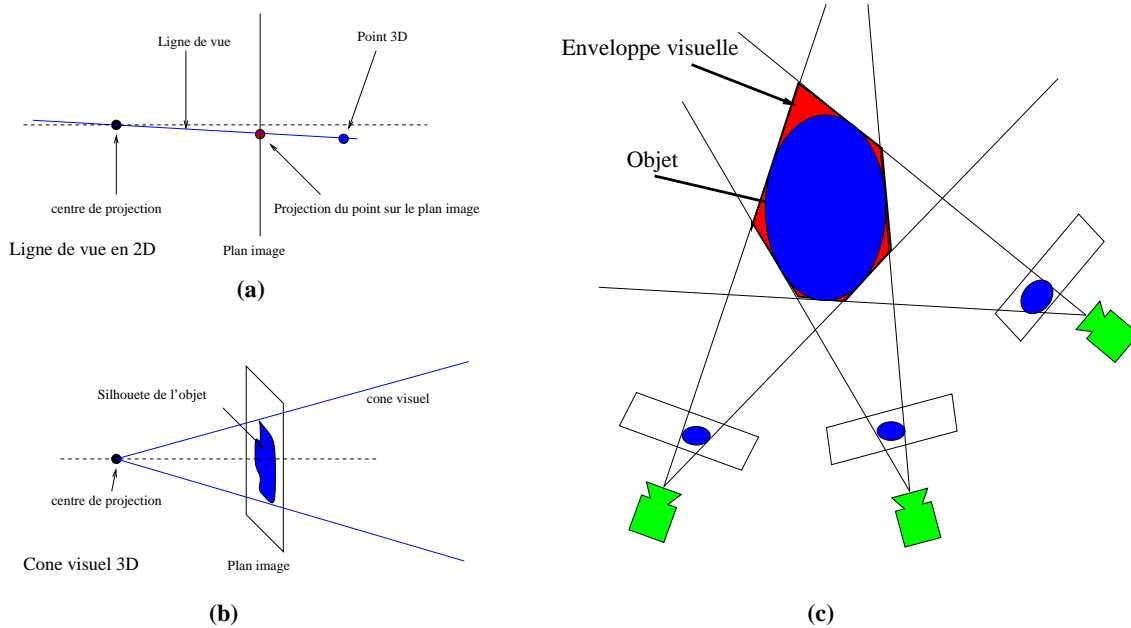 Ligne de vue
Point 3D
centre de projection
Projection du point sur le plan image
Ligne de vue en 2D
Plan image
(a)
Silhouete de l'objet
cone visuel
centre de projection
Cone visuel 3D
Plan image
(b)
Enveloppe visuelle
Objet
(c)